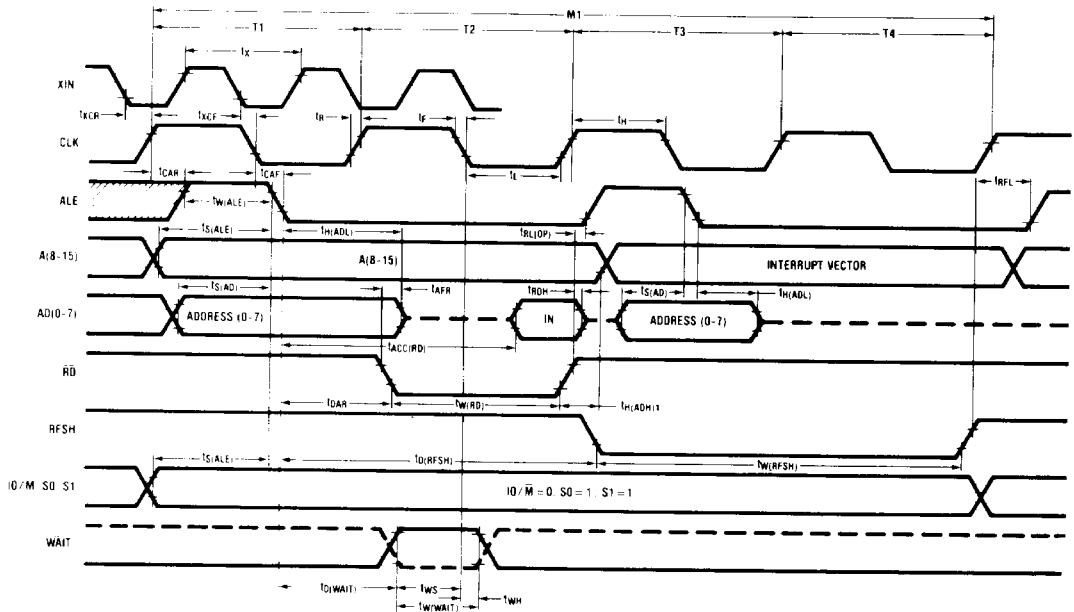 M1
T1 T2 T3 T4
tX
XIN
tXCR tXCF tR tF tH
CLK
tCAR tCAF tL tRFL
ALE
tW(ALE)
tS(ALE) tH(ADL) tRL(OP)
A(8-15) A(8-15) INTERRUPT VECTOR
tS(AD) tAFR tRDH tS(AD) tH(ADL)
AD(0-7) ADDRESS (0-7) IN ADDRESS (0-7)
tACC(RD)
RD
tDAR tW(RD) tH(ADH)1
RFSH
tS(ALE) tD(RFSH) tW(RFSH)
IO/M S0 S1 IO/M̅ = 0. S0 = 1. S1 = 1
WAIT
tD(WAIT) tWS tWH
tW(WAIT)